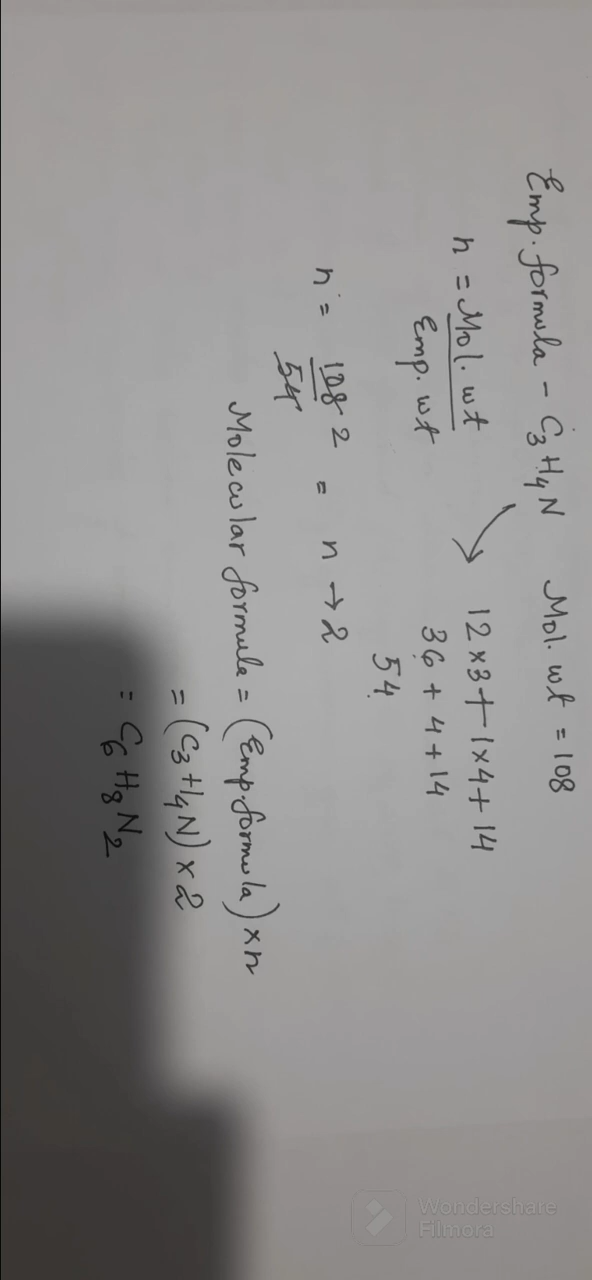 Emp. formula - C₃H₄N   Mol. wt = 108
n = Mol. wt / Emp. wt
12×3+1×4+14
36+4+14
54
n = 108/54 2 = n → 2
Molecular formula = (Emp. formula) × n
= (C₃H₄N) × 2
= C₆H₈N₂
Wondershare
Filmora